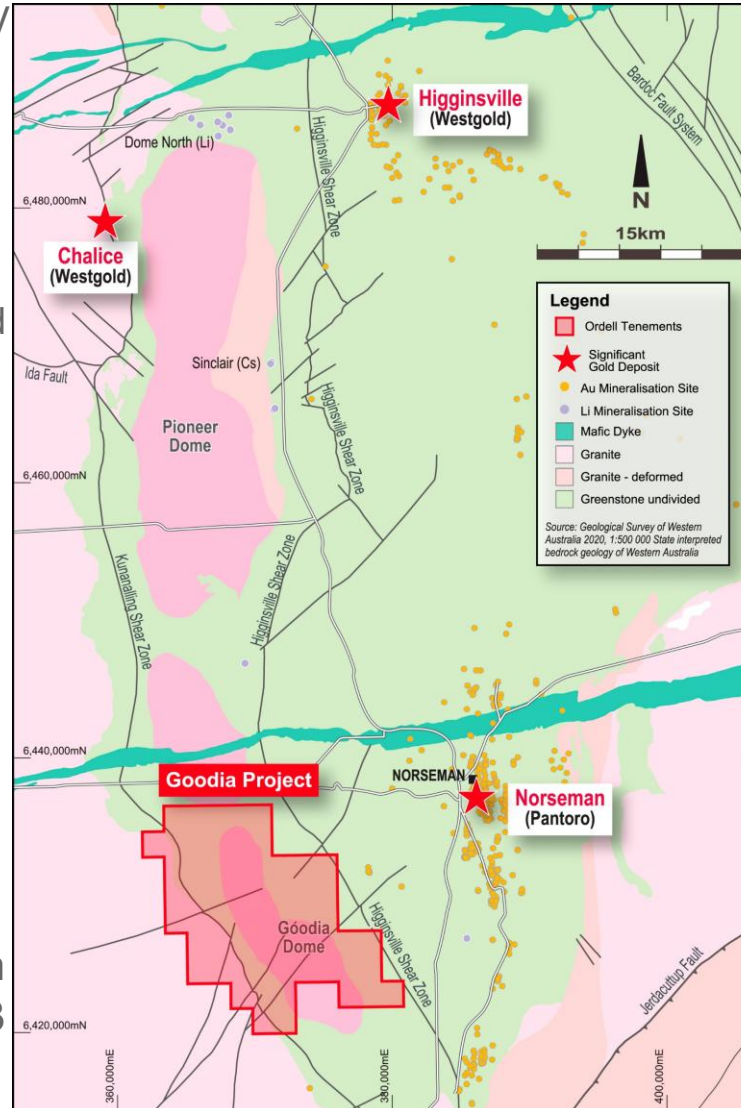 Higginsville
(Westgold)
Bardoc Fault System
Dome North (Li)
Higginsville Shear Zone
N
6,480,000mN
15km
Chalice
(Westgold)
Legend
Ordell Tenements
Significant
Gold Deposit
Au Mineralisation Site
Li Mineralisation Site
Mafic Dyke
Granite
Granite - deformed
Greenstone undivided
Source: Geological Survey of Western
Australia 2020, 1:500 000 State interpreted
bedrock geology of Western Australia
Ida Fault
Sinclair (Cs)
Higginsville Shear Zone
Pioneer
Dome
6,460,000mN
Kunanalling Shear Zone
Higginsville Shear Zone
6,440,000mN
Goodia Project
NORSEMAN
Norseman
(Pantoro)
Goodia
Dome
Higginsville Shear Zone
Jerdacuttup Fault
6,420,000mN
360,000mE
380,000mE
400,000mE